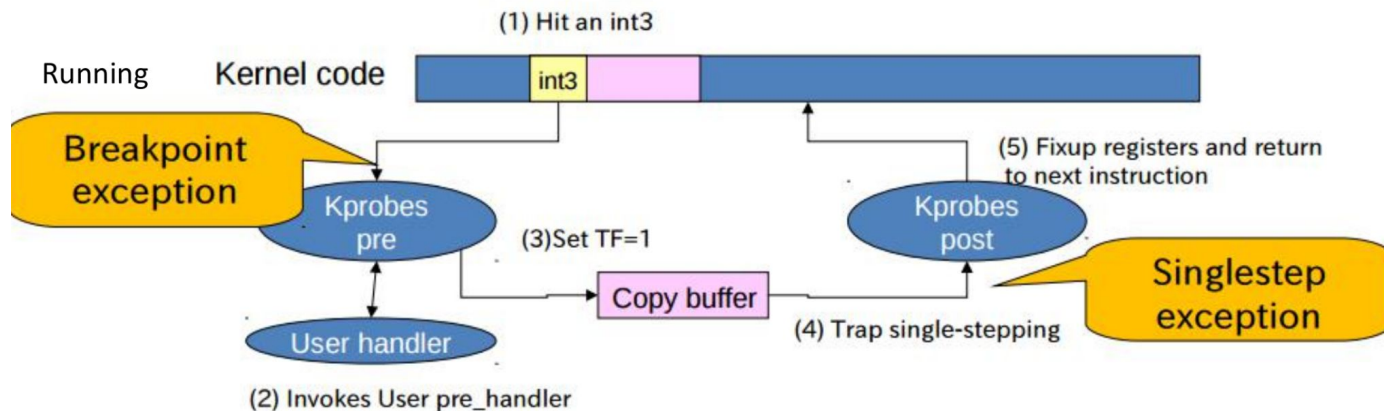 (1) Hit an int3
Running
Kernel code
int3
Breakpoint
exception
(5) Fixup registers and return
to next instruction
Kprobes
pre
Kprobes
post
(3)Set TF=1
Copy buffer
Singlestep
exception
(4) Trap single-stepping
User handler
(2) Invokes User pre_handler